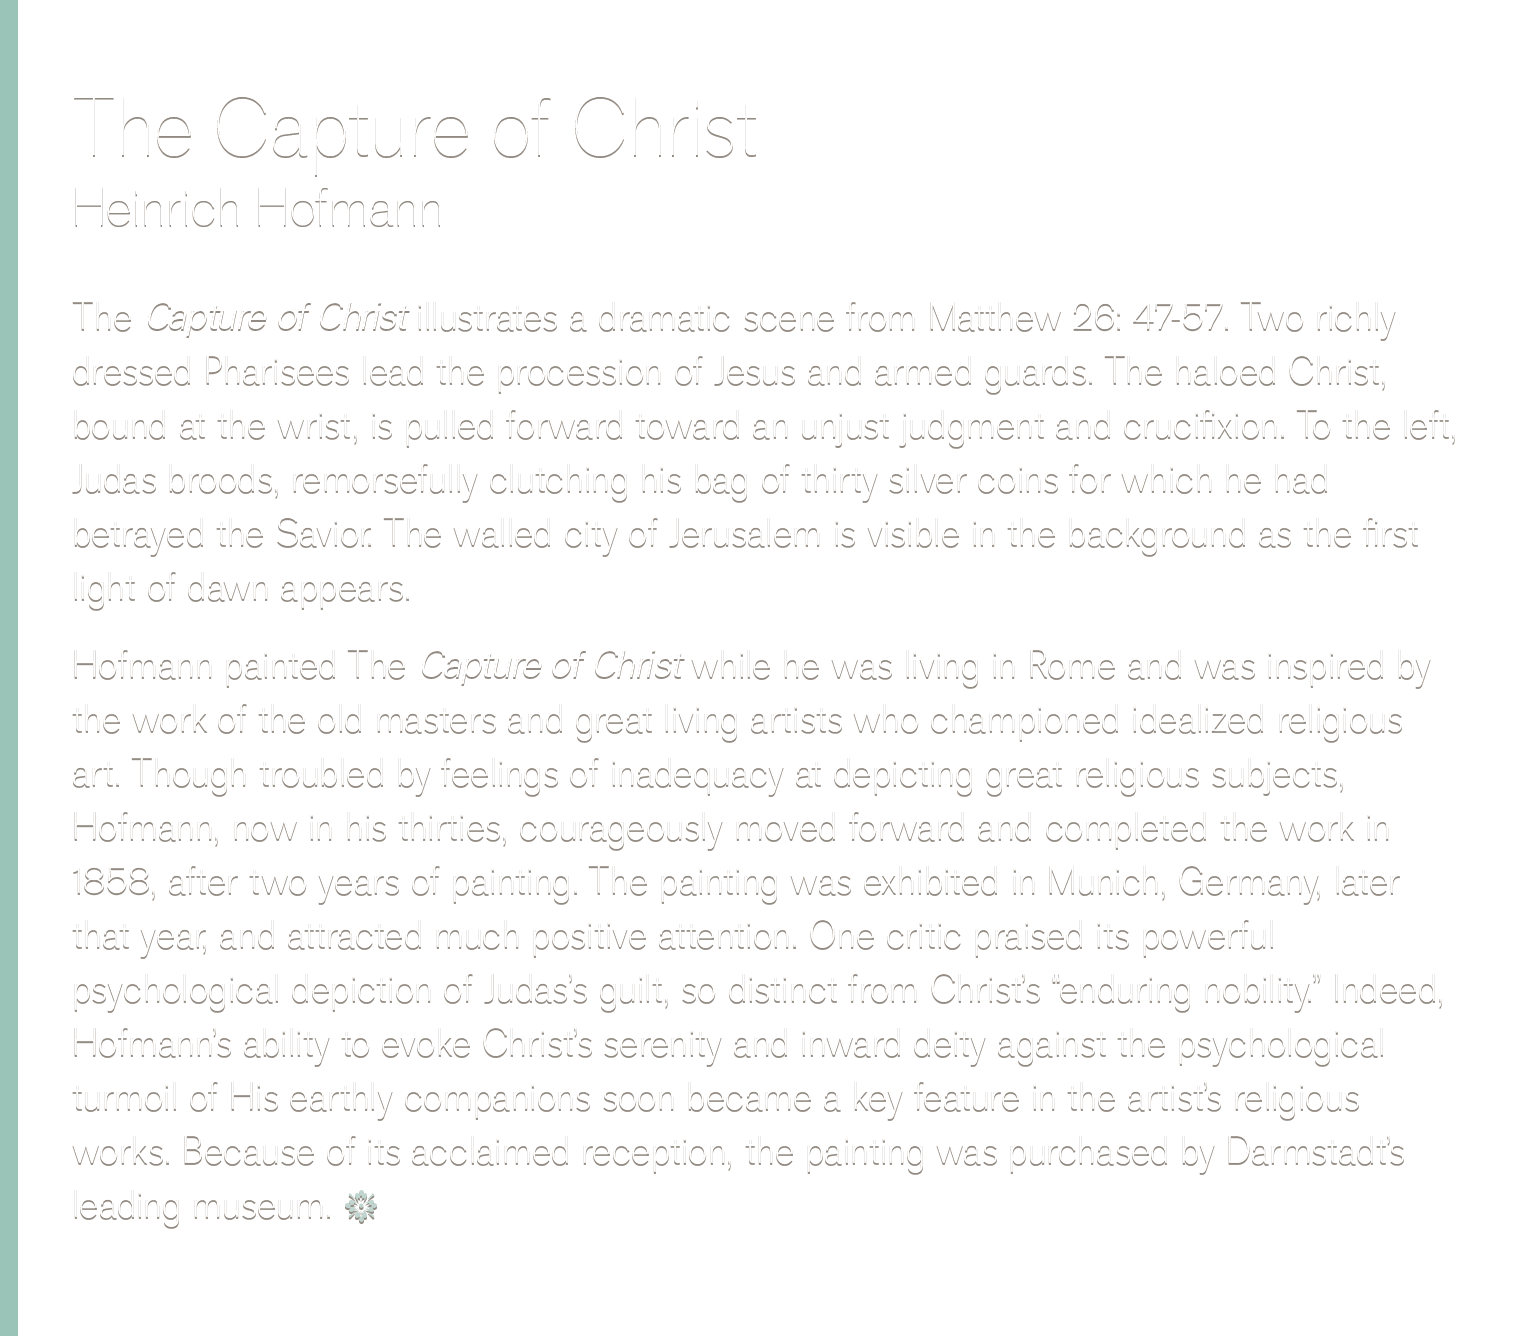 The Capture of Christ
Heinrich Hofmann
The Capture of Christ illustrates a dramatic scene from Matthew 26: 47-57. Two richly
dressed Pharisees lead the procession of Jesus and armed guards. The haloed Christ,
bound at the wrist, is pulled forward toward an unjust judgment and crucifixion. To the left,
Judas broods, remorsefully clutching his bag of thirty silver coins for which he had
betrayed the Savior. The walled city of Jerusalem is visible in the background as the first
light of dawn appears.
Hofmann painted The Capture of Christ while he was living in Rome and was inspired by
the work of the old masters and great living artists who championed idealized religious
art. Though troubled by feelings of inadequacy at depicting great religious subjects,
Hofmann, now in his thirties, courageously moved forward and completed the work in
1858, after two years of painting. The painting was exhibited in Munich, Germany, later
that year, and attracted much positive attention. One critic praised its powerful
psychological depiction of Judas’s guilt, so distinct from Christ’s “enduring nobility.” Indeed,
Hofmann’s ability to evoke Christ’s serenity and inward deity against the psychological
turmoil of His earthly companions soon became a key feature in the artist’s religious
works. Because of its acclaimed reception, the painting was purchased by Darmstadt’s
leading museum.